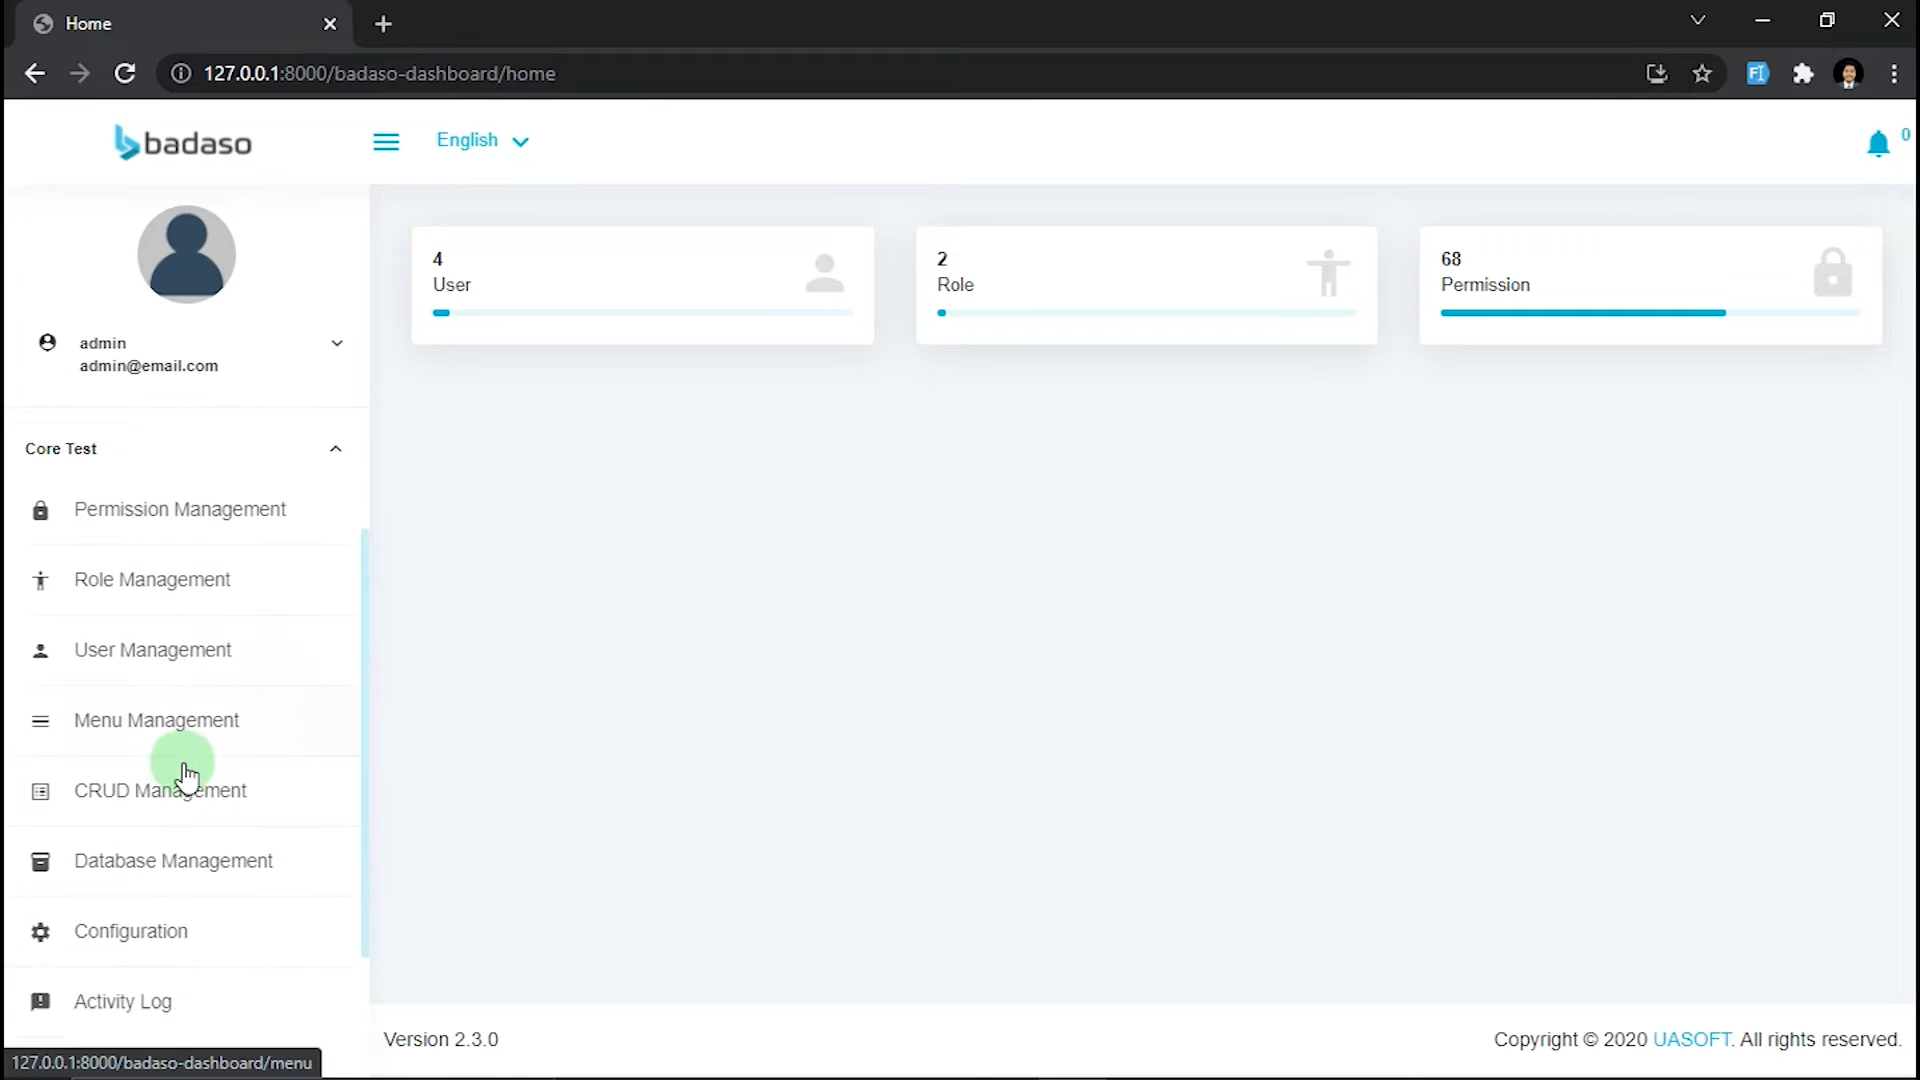 Home
127.0.0.1:8000/badaso-dashboard/home
badaso
English
0
admin
admin@email.com
Core Test
Permission Management
Role Management
User Management
Menu Management
CRUD Management
Database Management
Configuration
Activity Log
4
User
2
Role
68
Permission
Version 2.3.0
Copyright © 2020 UASOFT. All rights reserved.
127.0.0.1:8000/badaso-dashboard/menu